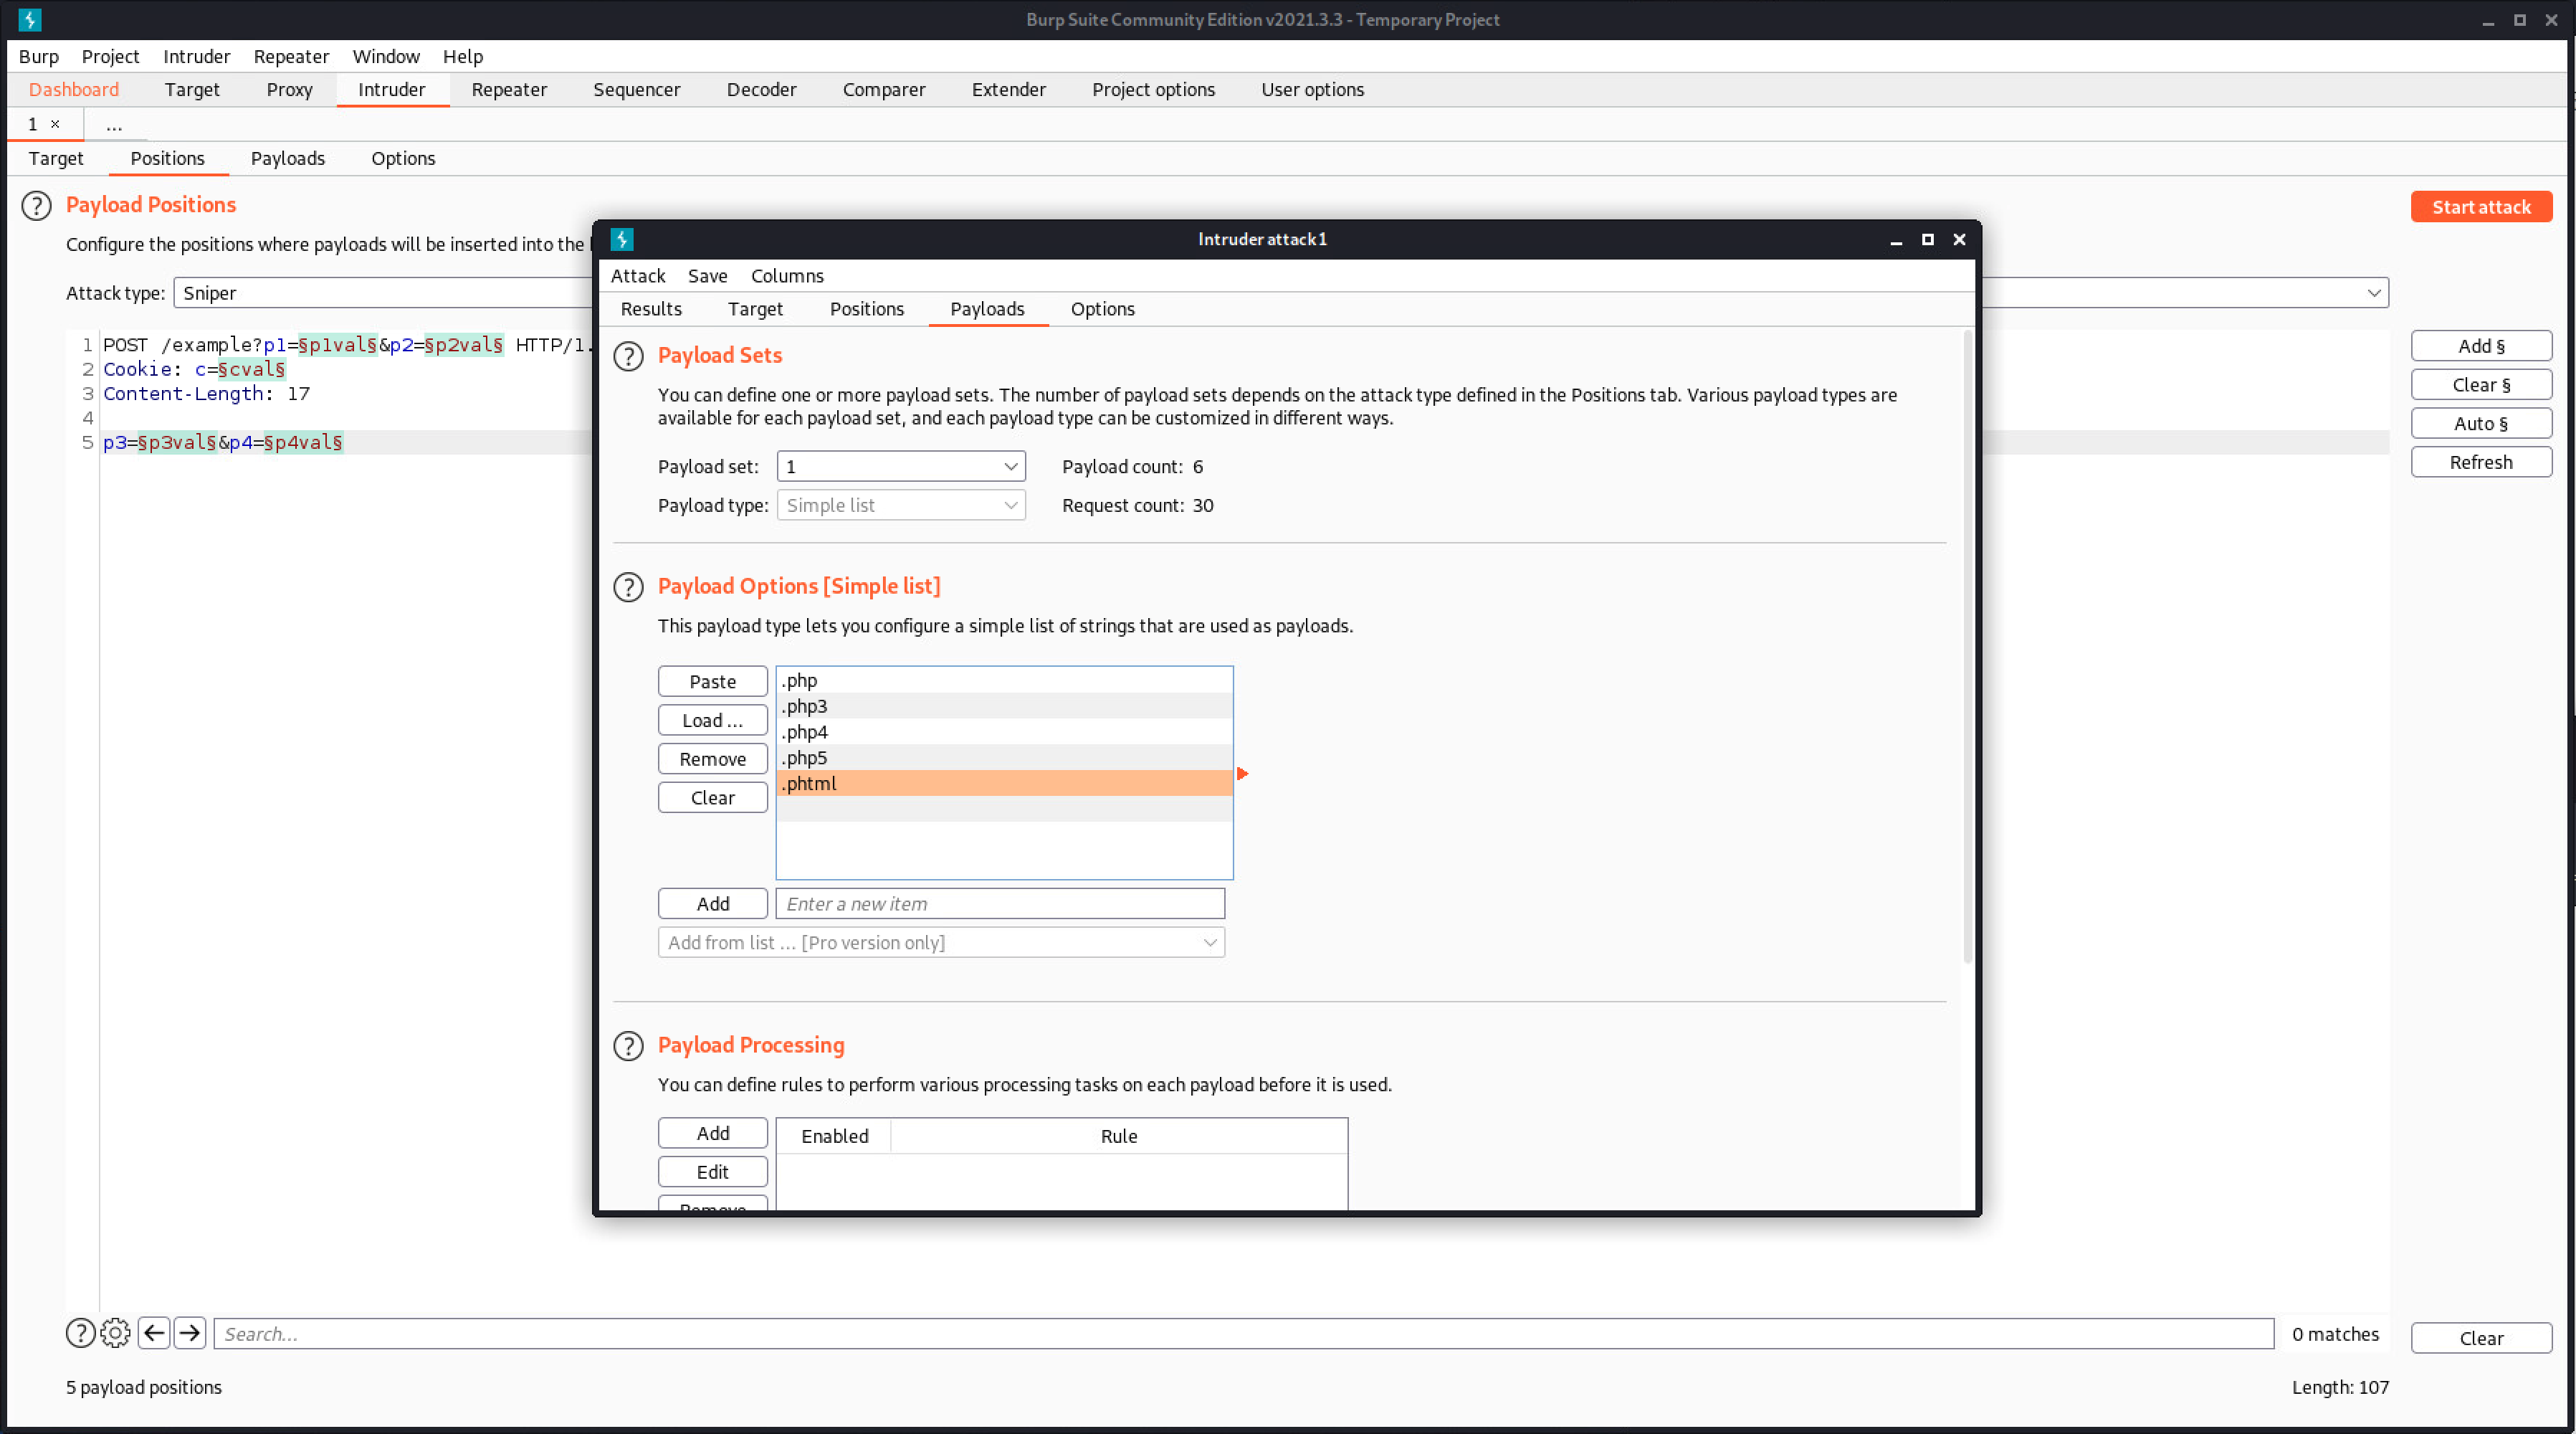 Burp Suite Community Edition v2021.3.3 - Temporary Project
Burp Project Intruder Repeater Window Help
Dashboard Target Proxy Intruder Repeater Sequencer Decoder Comparer Extender Project options User options
1 × ...
Target Positions Payloads Options
? Payload Positions
Start attack
Configure the positions where payloads will be inserted into the
Attack type: Sniper
1 POST /example?p1=§p1val§&p2=§p2val§ HTTP/1.
2 Cookie: c=§cval§
3 Content-Length: 17
4
5 p3=§p3val§&p4=§p4val§
Add §
Clear §
Auto §
Refresh
Intruder attack1
Attack Save Columns
Results Target Positions Payloads Options
? Payload Sets
You can define one or more payload sets. The number of payload sets depends on the attack type defined in the Positions tab. Various payload types are
available for each payload set, and each payload type can be customized in different ways.
Payload set: 1 Payload count: 6
Payload type: Simple list Request count: 30
? Payload Options [Simple list]
This payload type lets you configure a simple list of strings that are used as payloads.
Paste
Load ...
Remove
Clear
.php
.php3
.php4
.php5
.phtml
Add Enter a new item
Add from list ... [Pro version only]
? Payload Processing
You can define rules to perform various processing tasks on each payload before it is used.
Add
Edit
Remove
Enabled Rule
? Search... 0 matches Clear
5 payload positions Length: 107